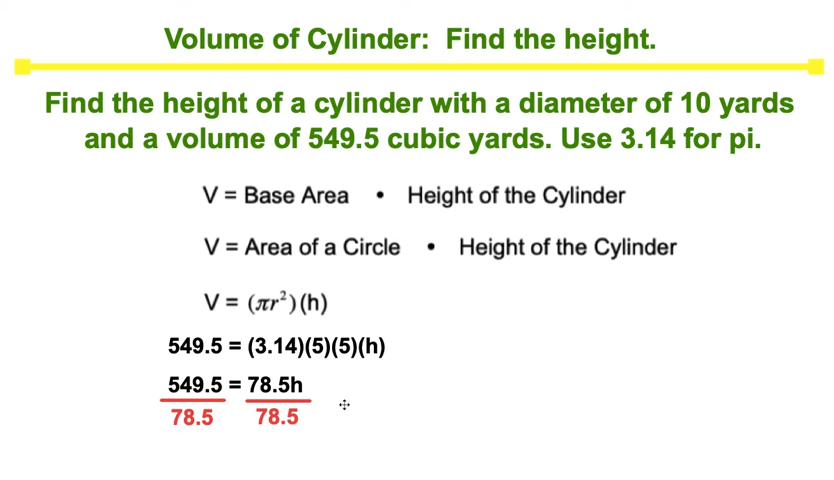 Volume of Cylinder: Find the height.
Find the height of a cylinder with a diameter of 10 yards
and a volume of 549.5 cubic yards. Use 3.14 for pi.
V = Base Area • Height of the Cylinder
V = Area of a Circle • Height of the Cylinder
V = (πr²)(h)
549.5 = (3.14)(5)(5)(h)
549.5 = 78.5h
78.5 78.5